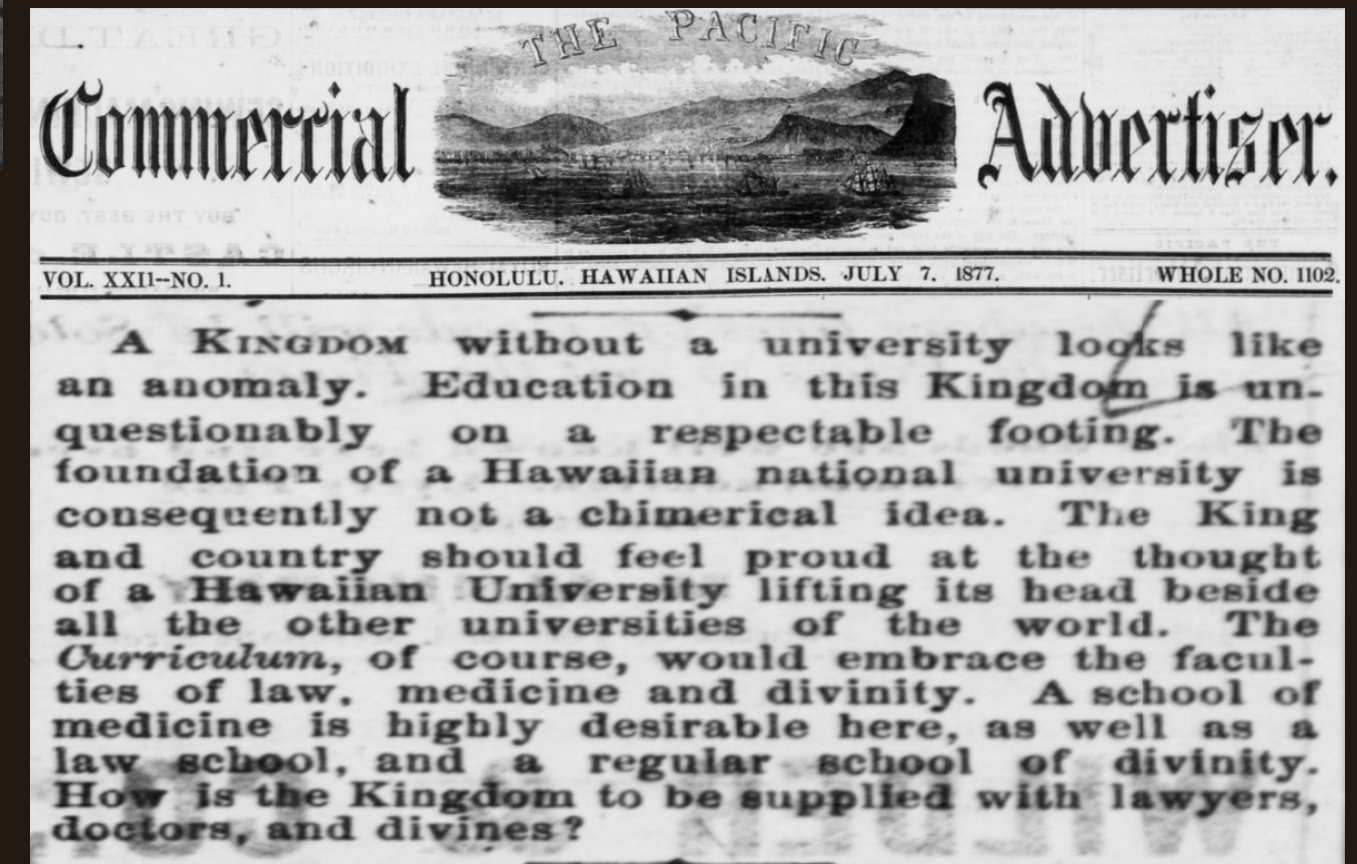 THE PACIFIC
Commercial Advertiser.
VOL. XXII--NO. 1. HONOLULU, HAWAIIAN ISLANDS. JULY 7, 1877. WHOLE NO. 1102.
A KINGDOM without a university looks like
an anomaly. Education in this Kingdom is un-
questionably on a respectable footing. The
foundation of a Hawaiian national university is
consequently not a chimerical idea. The King
and country should feel proud at the thought
of a Hawaiian University lifting its head beside
all the other universities of the world. The
Curriculum, of course, would embrace the facul-
ties of law, medicine and divinity. A school of
medicine is highly desirable here, as well as a
law school, and a regular school of divinity.
How is the Kingdom to be supplied with lawyers,
doctors, and divines?